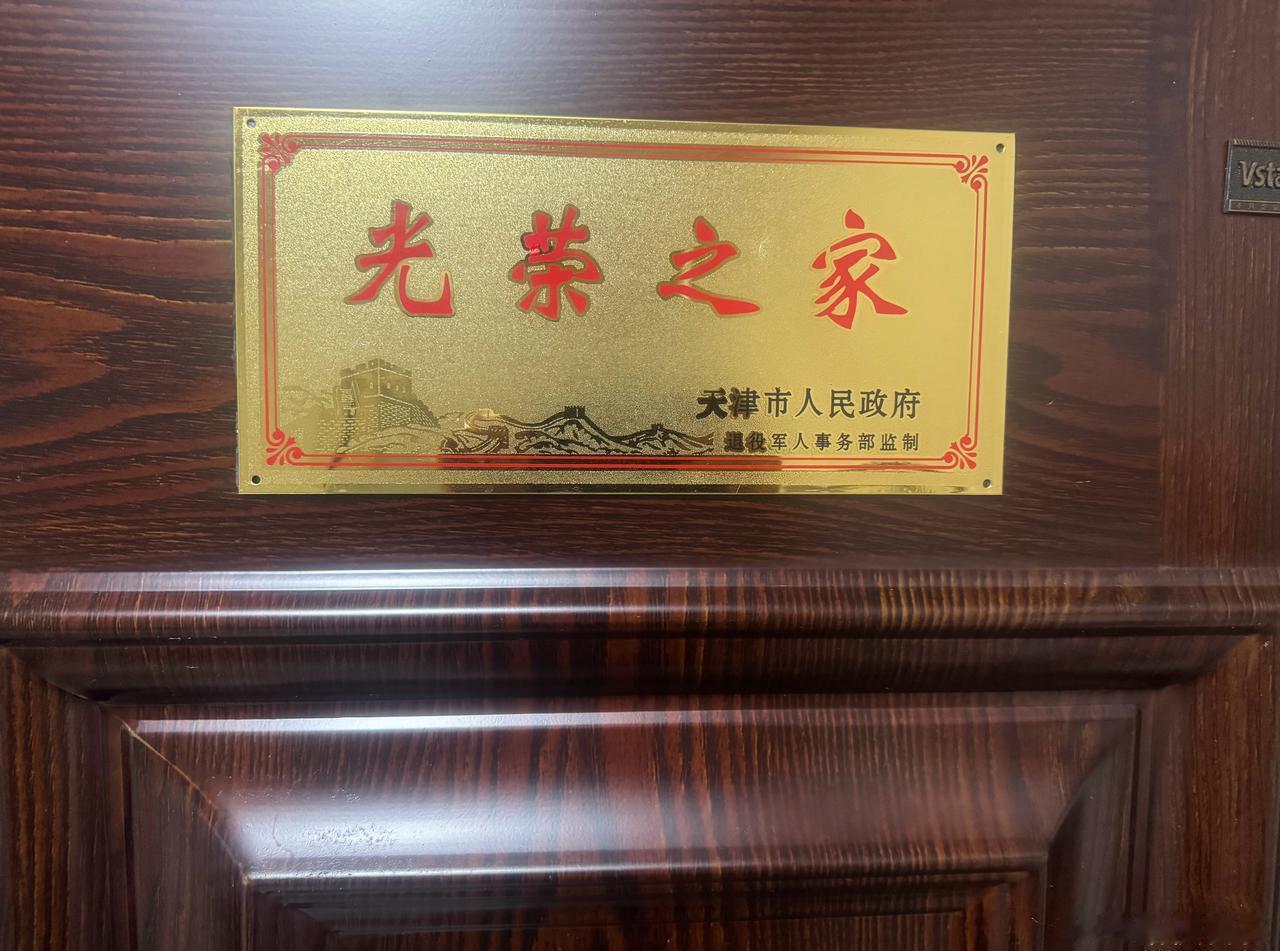 光荣之家
天津市人民政府
退役军人事务部监制